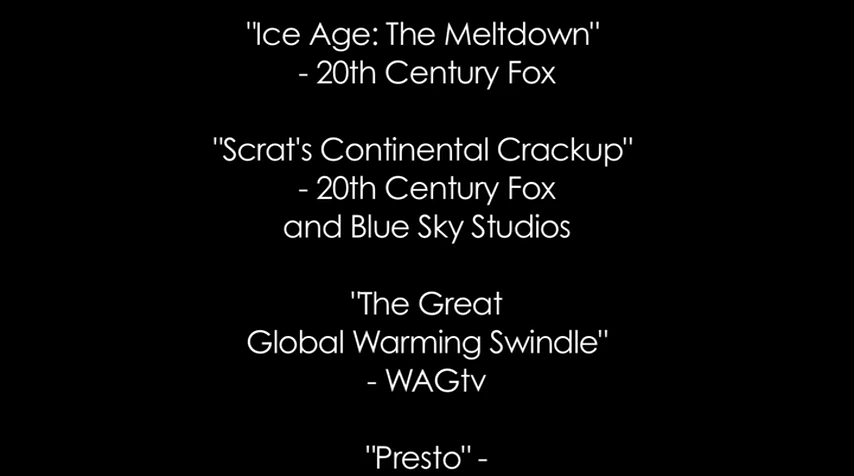 "Ice Age: The Meltdown"
- 20th Century Fox
"Scrat's Continental Crackup"
- 20th Century Fox
and Blue Sky Studios
"The Great
Global Warming Swindle"
- WAGtv
"Presto" -